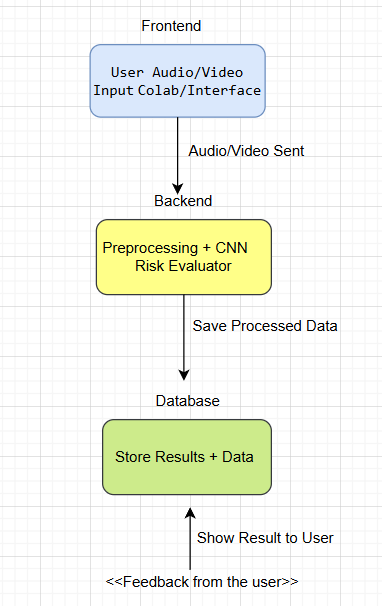 Frontend
User Audio/Video
Input Colab/Interface
Audio/Video Sent
Backend
Preprocessing + CNN
Risk Evaluator
Save Processed Data
Database
Store Results + Data
Show Result to User
<<Feedback from the user>>